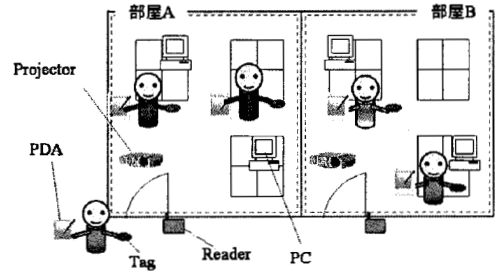 部屋A
部屋B
Projector
PDA
Tag
Reader
PC